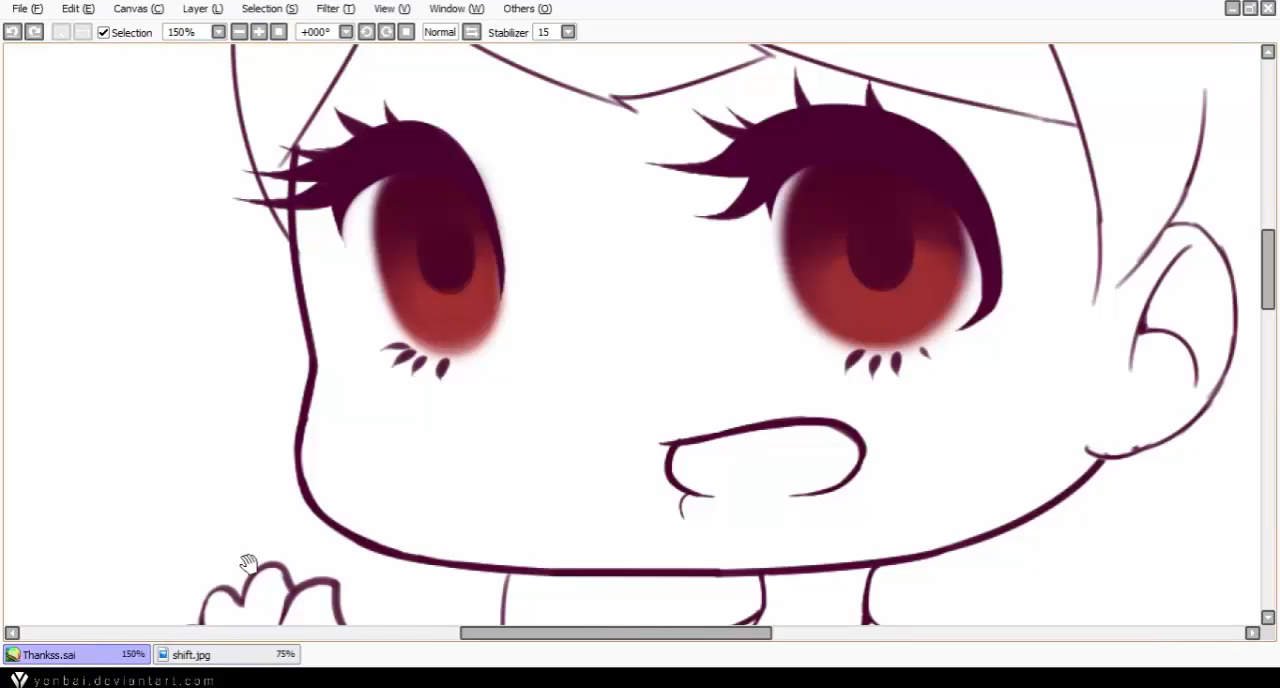 File (F) Edit (E) Canvas (C) Layer (L) Selection (S) Filter (T) View (V) Window (W) Others (O)
Selection 150% +000° Normal Stabilizer 15
Thankss.sai 150% shift.jpg 75%
yenbai.deviantart.com